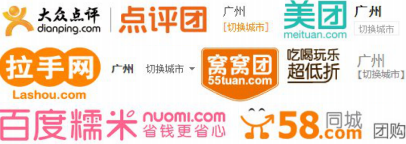 大众点评
dianping.com
点评团
广州
[切换城市]
美团
meituan.com
广州
切换城市
拉手网
Lashou.com
广州
切换城市
窝窝团
55tuan.com
吃喝玩乐
超低折
广州
【切换城市】
百度糯米
nuomi.com
省钱更省心
58同城
.com
团购